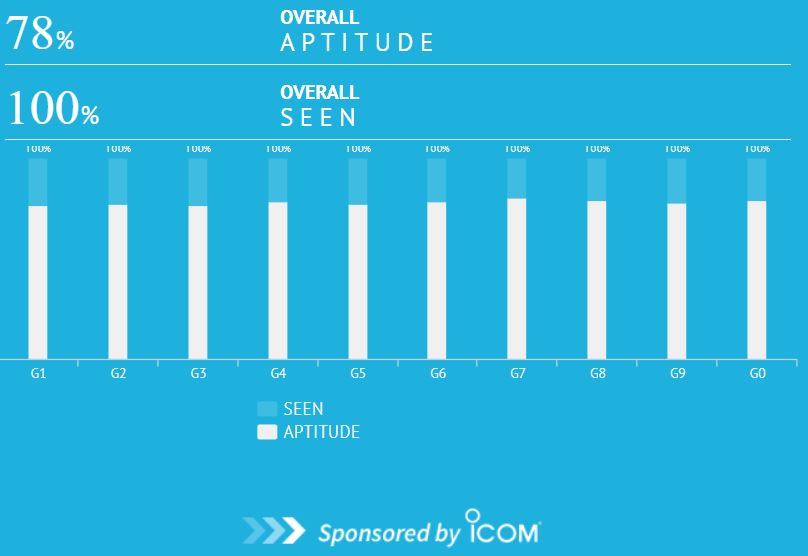 78%
OVERALL
APTITUDE
100%
OVERALL
SEEN
100% 100% 100% 100% 100% 100% 100% 100% 100% 100%
G1 G2 G3 G4 G5 G6 G7 G8 G9 G0
SEEN
APTITUDE
Sponsored by iCOM